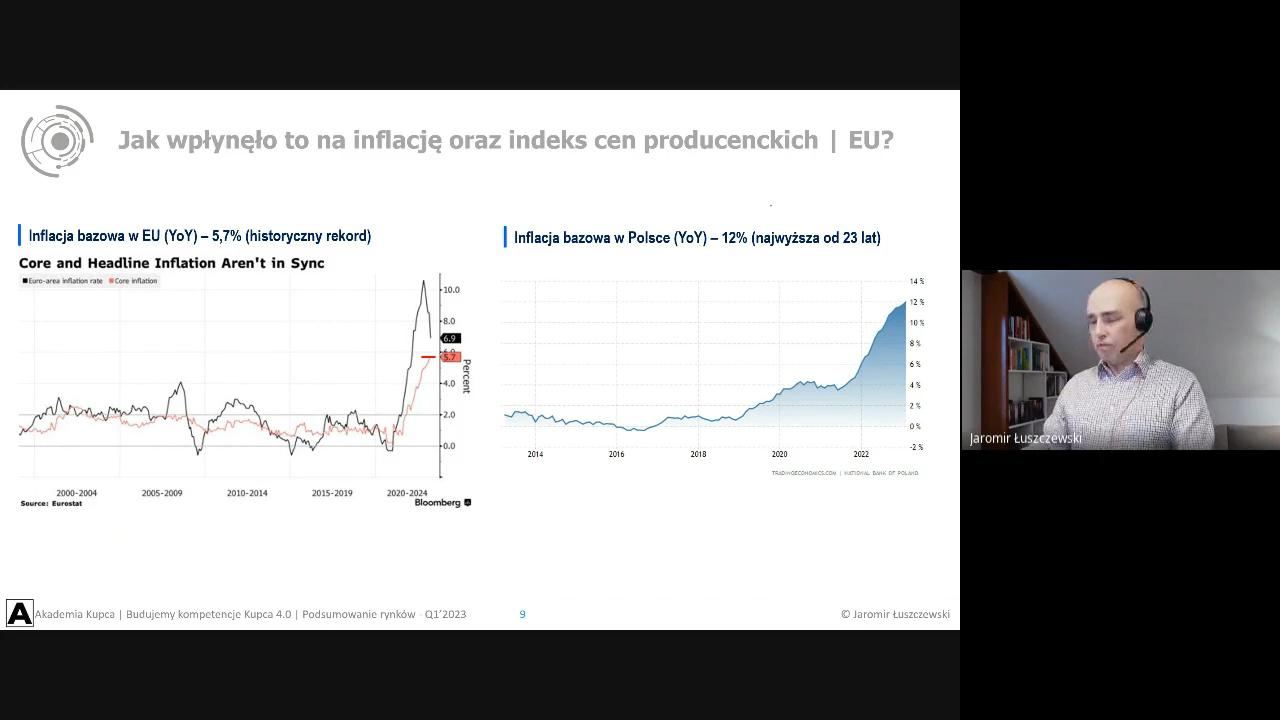 Jak wpłynęło to na inflację oraz indeks cen producenckich | EU?
Inflacja bazowa w EU (YoY) – 5,7% (historyczny rekord)
Core and Headline Inflation Aren't in Sync
Euro-area inflation rate Core inflation
10.0
8.0
6.9
6.0
5.7
4.0
2.0
0.0
Percent
2000-2004 2005-2009 2010-2014 2015-2019 2020-2024
Source: Eurostat
Bloomberg
Inflacja bazowa w Polsce (YoY) – 12% (najwyższa od 23 lat)
14 %
12 %
10 %
8 %
6 %
4 %
2 %
0 %
-2 %
2014 2016 2018 2020 2022
TRADINGECONOMICS.COM | NATIONAL BANK OF POLAND
Jaromir Łuszczewski
A
Akademia Kupca | Budujemy kompetencje Kupca 4.0 | Podsumowanie rynków - Q1'2023
9
© Jaromir Łuszczewski